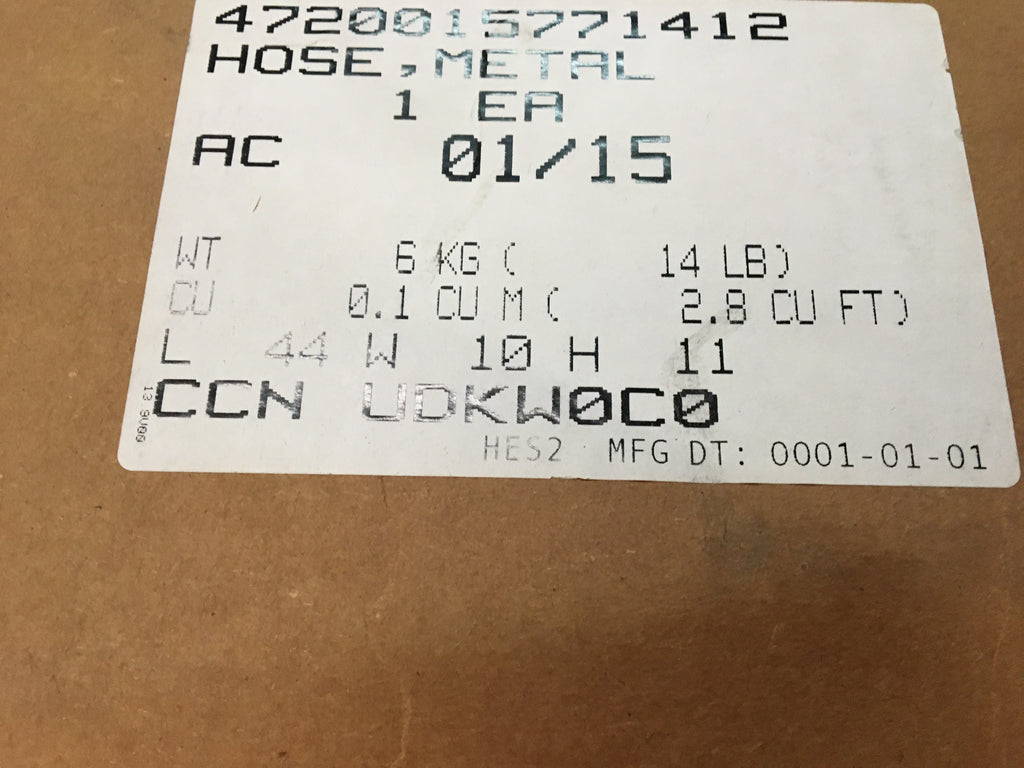 4720015771412
HOSE,METAL
1 EA
AC 01/15
WT 6 KG ( 14 LB)
CU 0.1 CU M ( 2.8 CU FT)
L 44 W 10 H 11
CCN UDKW0C0
HES2 MFG DT: 0001-01-01